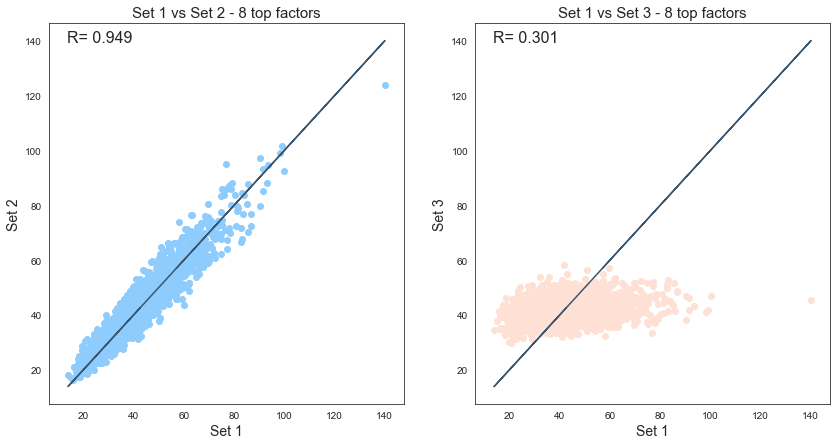 Set 1 vs Set 2 - 8 top factors
R= 0.949
140
120
100
80
60
40
20
Set 2
20 40 60 80 100 120 140
Set 1
Set 1 vs Set 3 - 8 top factors
R= 0.301
140
120
100
80
60
40
20
Set 3
20 40 60 80 100 120 140
Set 1